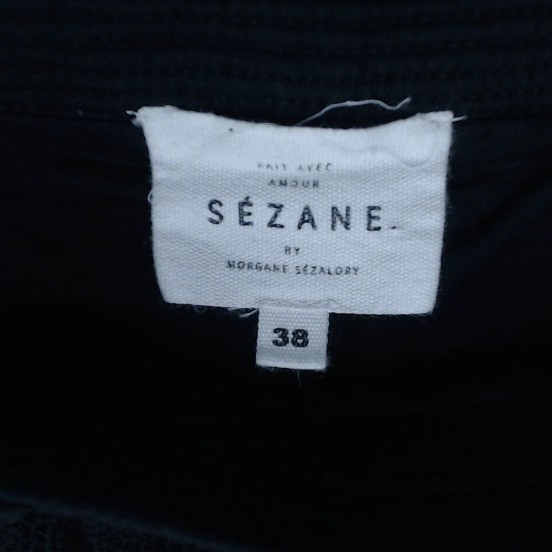 FAIT AVEC
AMOUR
SÉZANE.
BY
MORGANE SÉZALORY
38